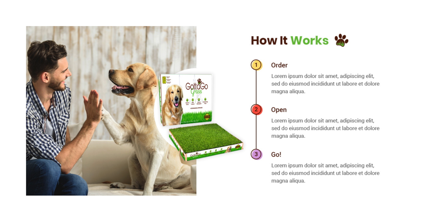 How It Works
1
Order
Lorem ipsum dolor sit amet, adipiscing elit,
sed do eiusmod incididunt ut labore et dolore
magna aliqua.
2
Open
Lorem ipsum dolor sit amet, adipiscing elit,
sed do eiusmod incididunt ut labore et dolore
magna aliqua.
3
Go!
Lorem ipsum dolor sit amet, adipiscing elit,
sed do eiusmod incididunt ut labore et dolore
magna aliqua.